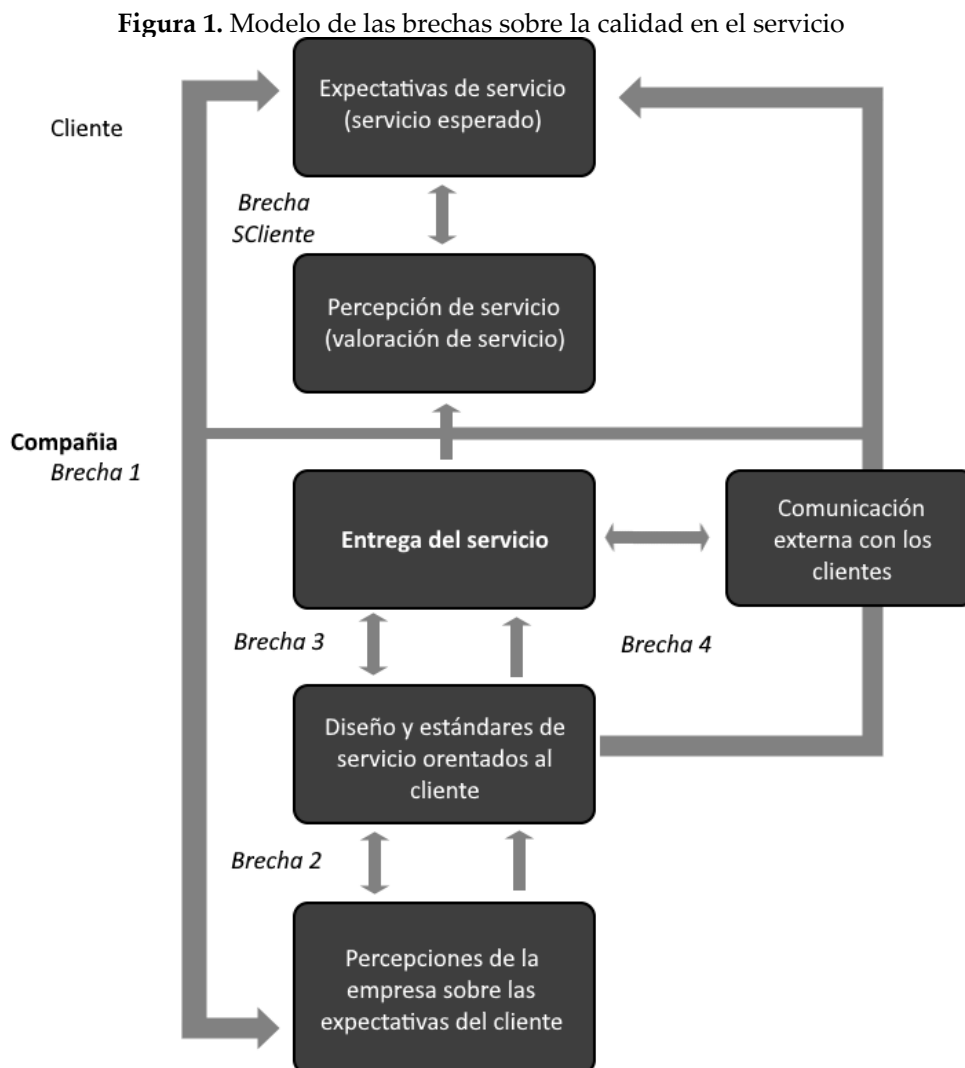 Figura 1. Modelo de las brechas sobre la calidad en el servicio
Expectativas de servicio
(servicio esperado)
Cliente
Brecha
SCliente
Percepción de servicio
(valoración de servicio)
Compañia
Brecha 1
Entrega del servicio
Comunicación
externa con los
clientes
Brecha 3
Brecha 4
Diseño y estándares de
servicio orentados al
cliente
Brecha 2
Percepciones de la
empresa sobre las
expectativas del cliente